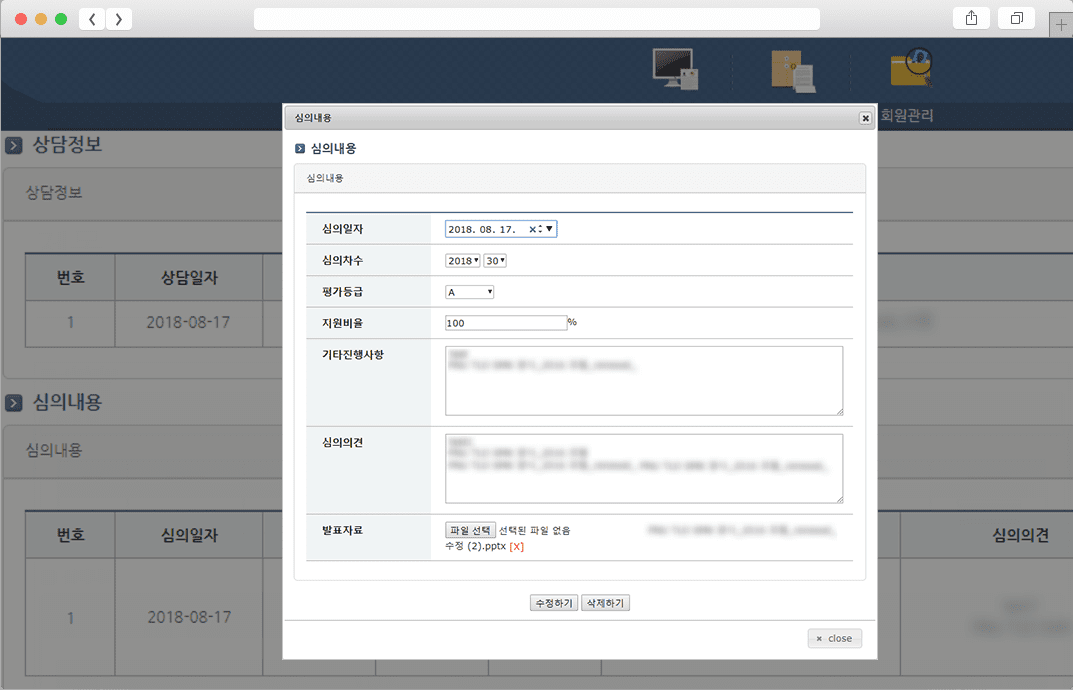 회원관리
상담정보
상담정보
번호 상담일자
1 2018-08-17
심의내용
심의내용
번호 심의일자 심의의견
1 2018-08-17
심의내용
심의내용
심의내용
심의일자 2018. 08. 17.
심의차수 2018 30
평가등급 A
지원비율 100 %
기타진행사항
심의의견
발표자료 파일 선택 선택된 파일 없음
수정 (2).pptx [X]
수정하기 삭제하기
× close